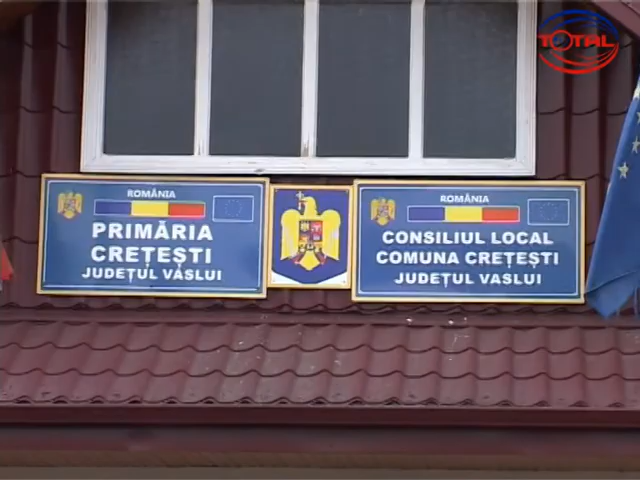 TOTAL
ROMÂNIA
PRIMĂRIA
CREȚEȘTI
JUDEȚUL VASLUI
ROMÂNIA
CONSILIUL LOCAL
COMUNA CREȚEȘTI
JUDEȚUL VASLUI